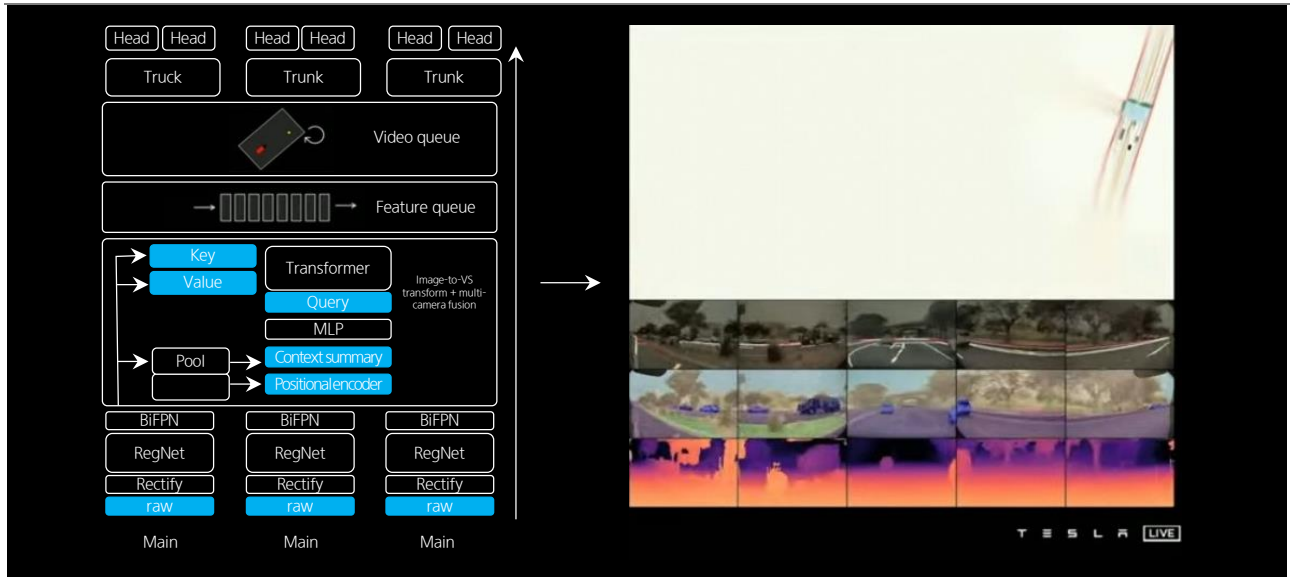 Head Head Head Head Head Head
Truck Trunk Trunk
Video queue
Feature queue
Key
Value
Transformer
Query
MLP
Image-to-VS
transform + multi-
camera fusion
Pool
Context summary
Positional encoder
BiFPN BiFPN BiFPN
RegNet RegNet RegNet
Rectify Rectify Rectify
raw raw raw
Main Main Main
TESLA LIVE